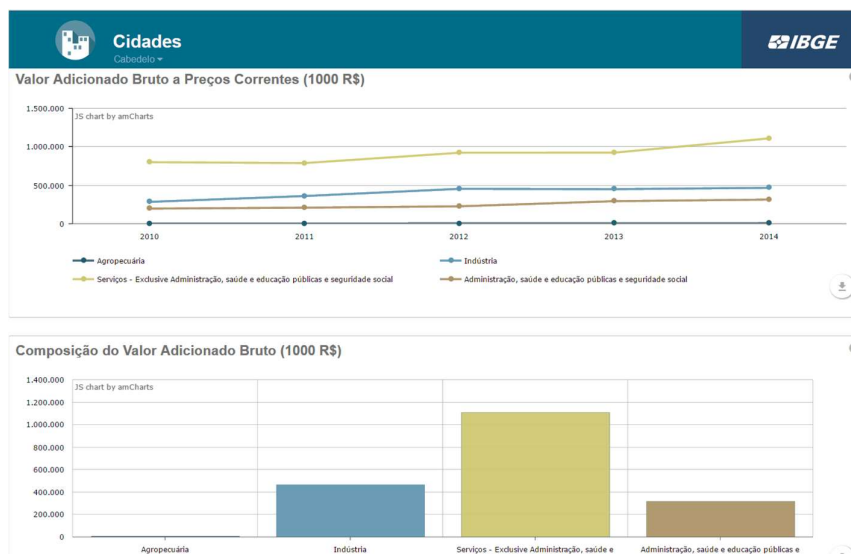 Cidades
Cabedelo
IBGE
Valor Adicionado Bruto a Preços Correntes (1000 R$)
1.500.000
JS chart by amCharts
1.000.000
500.000
0
2010 2011 2012 2013 2014
Agropecuária Indústria
Serviços - Exclusive Administração, saúde e educação públicas e seguridade social Administração, saúde e educação públicas e seguridade social
Composição do Valor Adicionado Bruto (1000 R$)
1.400.000
JS chart by amCharts
1.200.000
1.000.000
800.000
600.000
400.000
200.000
0
Agropecuária Indústria Serviços - Exclusive Administração, saúde e Administração, saúde e educação públicas e